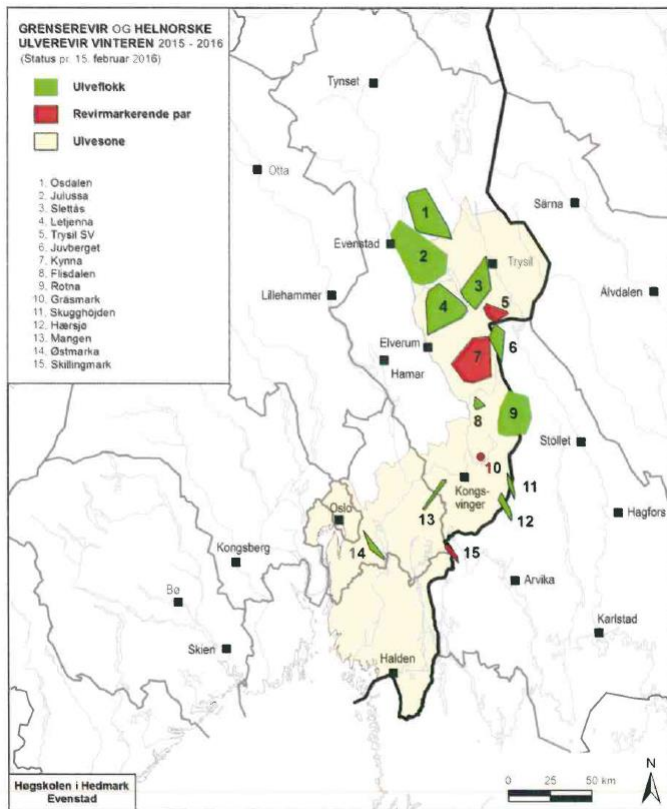 GRENSEREVIR OG HELNORSKE
ULVEREVIR VINTEREN 2015 - 2016
(Status pr. 15. februar 2016)
Ulveflokk
Revirmarkerende par
Ulvesone
1. Osdalen
2. Julussa
3. Slettås
4. Letjenna
5. Trysil SV
6. Juvberget
7. Kynna
8. Flisdalen
9. Rotna
10. Gräsmark
11. Skugghöjden
12. Hærsjø
13. Mangen
14. Østmarka
15. Skillingmark
Tynset
Otta
Särna
1
Evenstad
2
Trysil
3
Lillehammer
Älvdalen
4
5
Elverum
6
Hamar
7
8
9
Stöllet
10
Kongs-
vinger
11
Hagfors
12
13
Oslo
14
15
Kongsberg
Arvika
Bø
Karlstad
Skien
Halden
Høgskolen i Hedmark
Evenstad
0 25 50 km
N